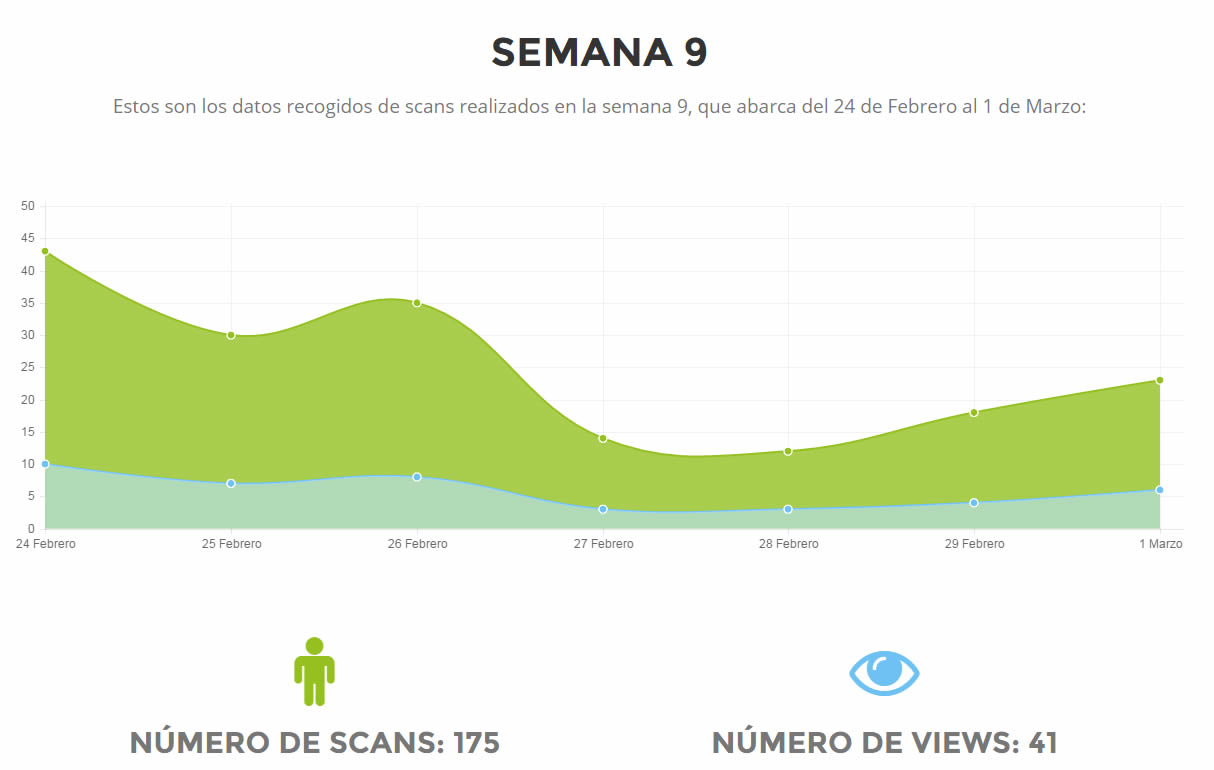 SEMANA 9
Estos son los datos recogidos de scans realizados en la semana 9, que abarca del 24 de Febrero al 1 de Marzo:
50
45
40
35
30
25
20
15
10
5
0
24 Febrero 25 Febrero 26 Febrero 27 Febrero 28 Febrero 29 Febrero 1 Marzo
NÚMERO DE SCANS: 175 NÚMERO DE VIEWS: 41